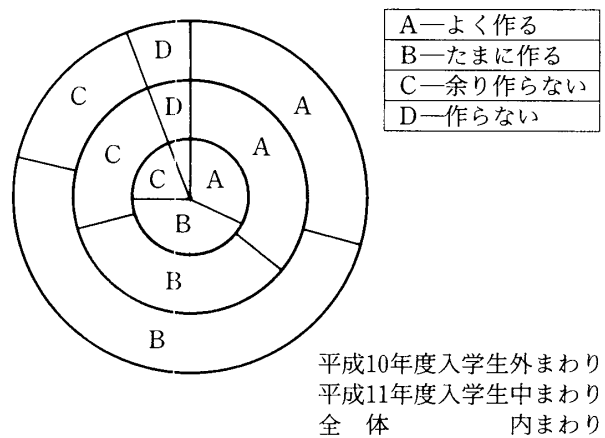 A―よく作る
B―たまに作る
C―余り作らない
D―作らない
D
C
A
D
A
C
C
A
B
B
B
平成10年度入学生外まわり
平成11年度入学生中まわり
全 体 内まわり